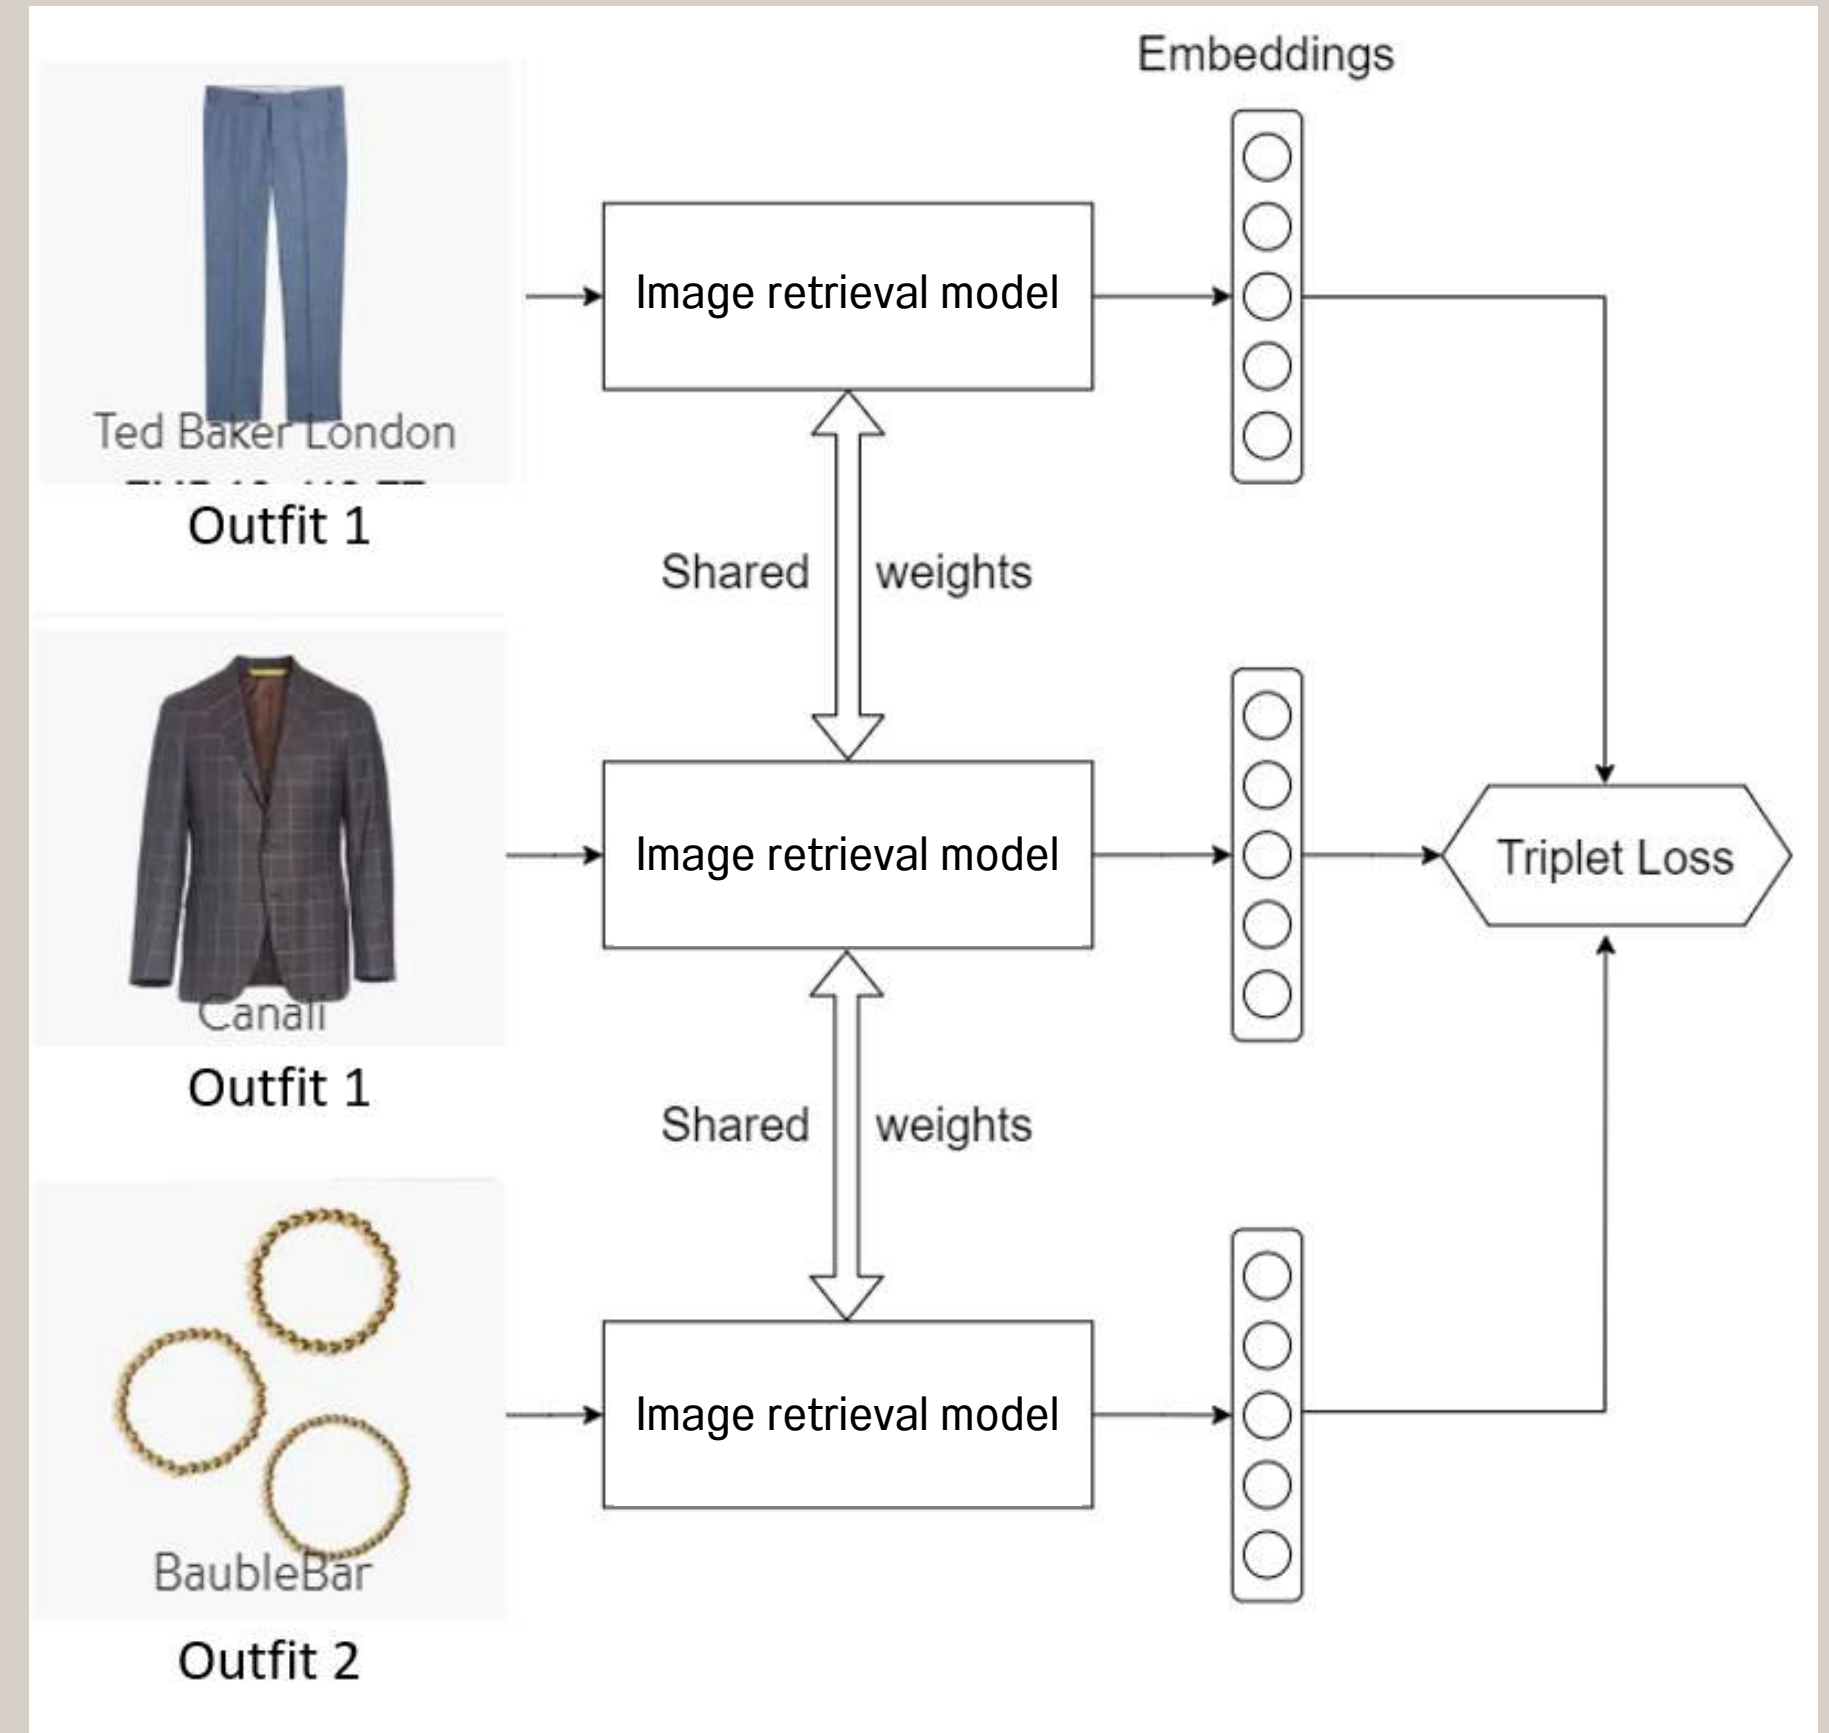 Embeddings
Image retrieval model
Ted Baker London
Outfit 1
Shared weights
Image retrieval model
Triplet Loss
Canali
Outfit 1
Shared weights
Image retrieval model
BaubleBar
Outfit 2